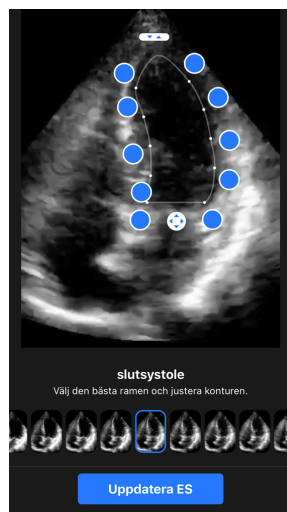 slutsystole
Välj den bästa ramen och justera konturen.
Uppdatera ES